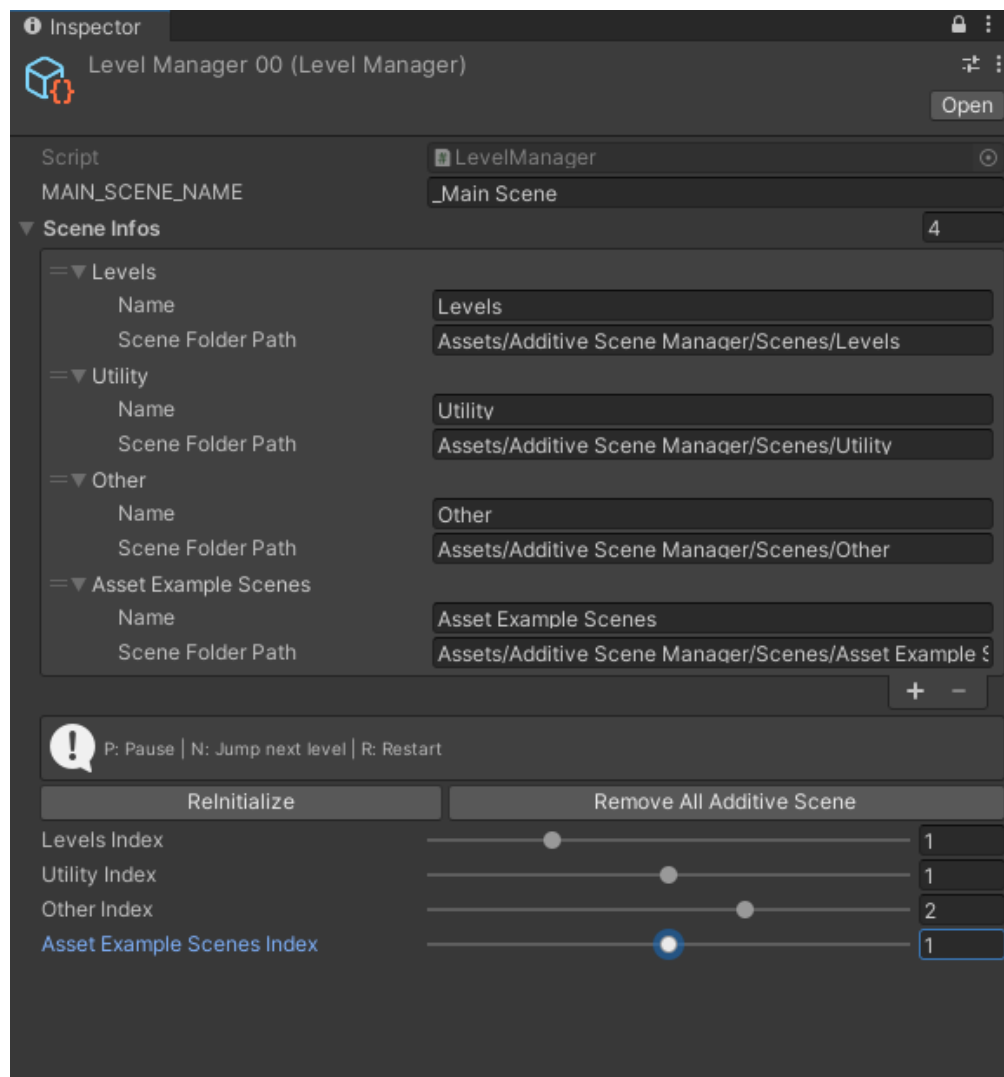 Inspector
Level Manager 00 (Level Manager)
Open
Script LevelManager
MAIN_SCENE_NAME _Main Scene
Scene Infos 4
Levels
Name Levels
Scene Folder Path Assets/Additive Scene Manager/Scenes/Levels
Utility
Name Utility
Scene Folder Path Assets/Additive Scene Manager/Scenes/Utility
Other
Name Other
Scene Folder Path Assets/Additive Scene Manager/Scenes/Other
Asset Example Scenes
Name Asset Example Scenes
Scene Folder Path Assets/Additive Scene Manager/Scenes/Asset Example
P: Pause | N: Jump next level | R: Restart
ReInitialize Remove All Additive Scene
Levels Index 1
Utility Index 1
Other Index 2
Asset Example Scenes Index 1